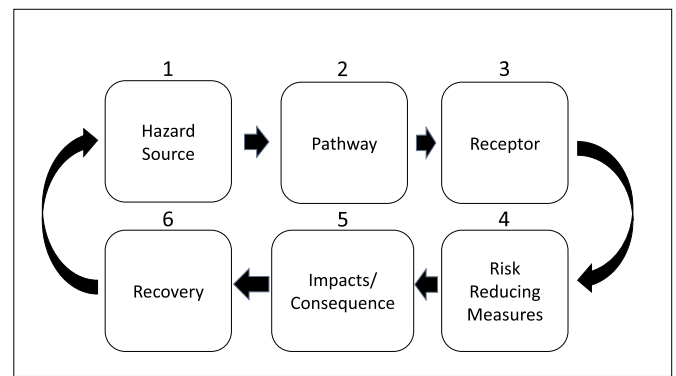 1
2
3
Hazard
Source
Pathway
Receptor
6
5
4
Recovery
Impacts/
Consequence
Risk
Reducing
Measures